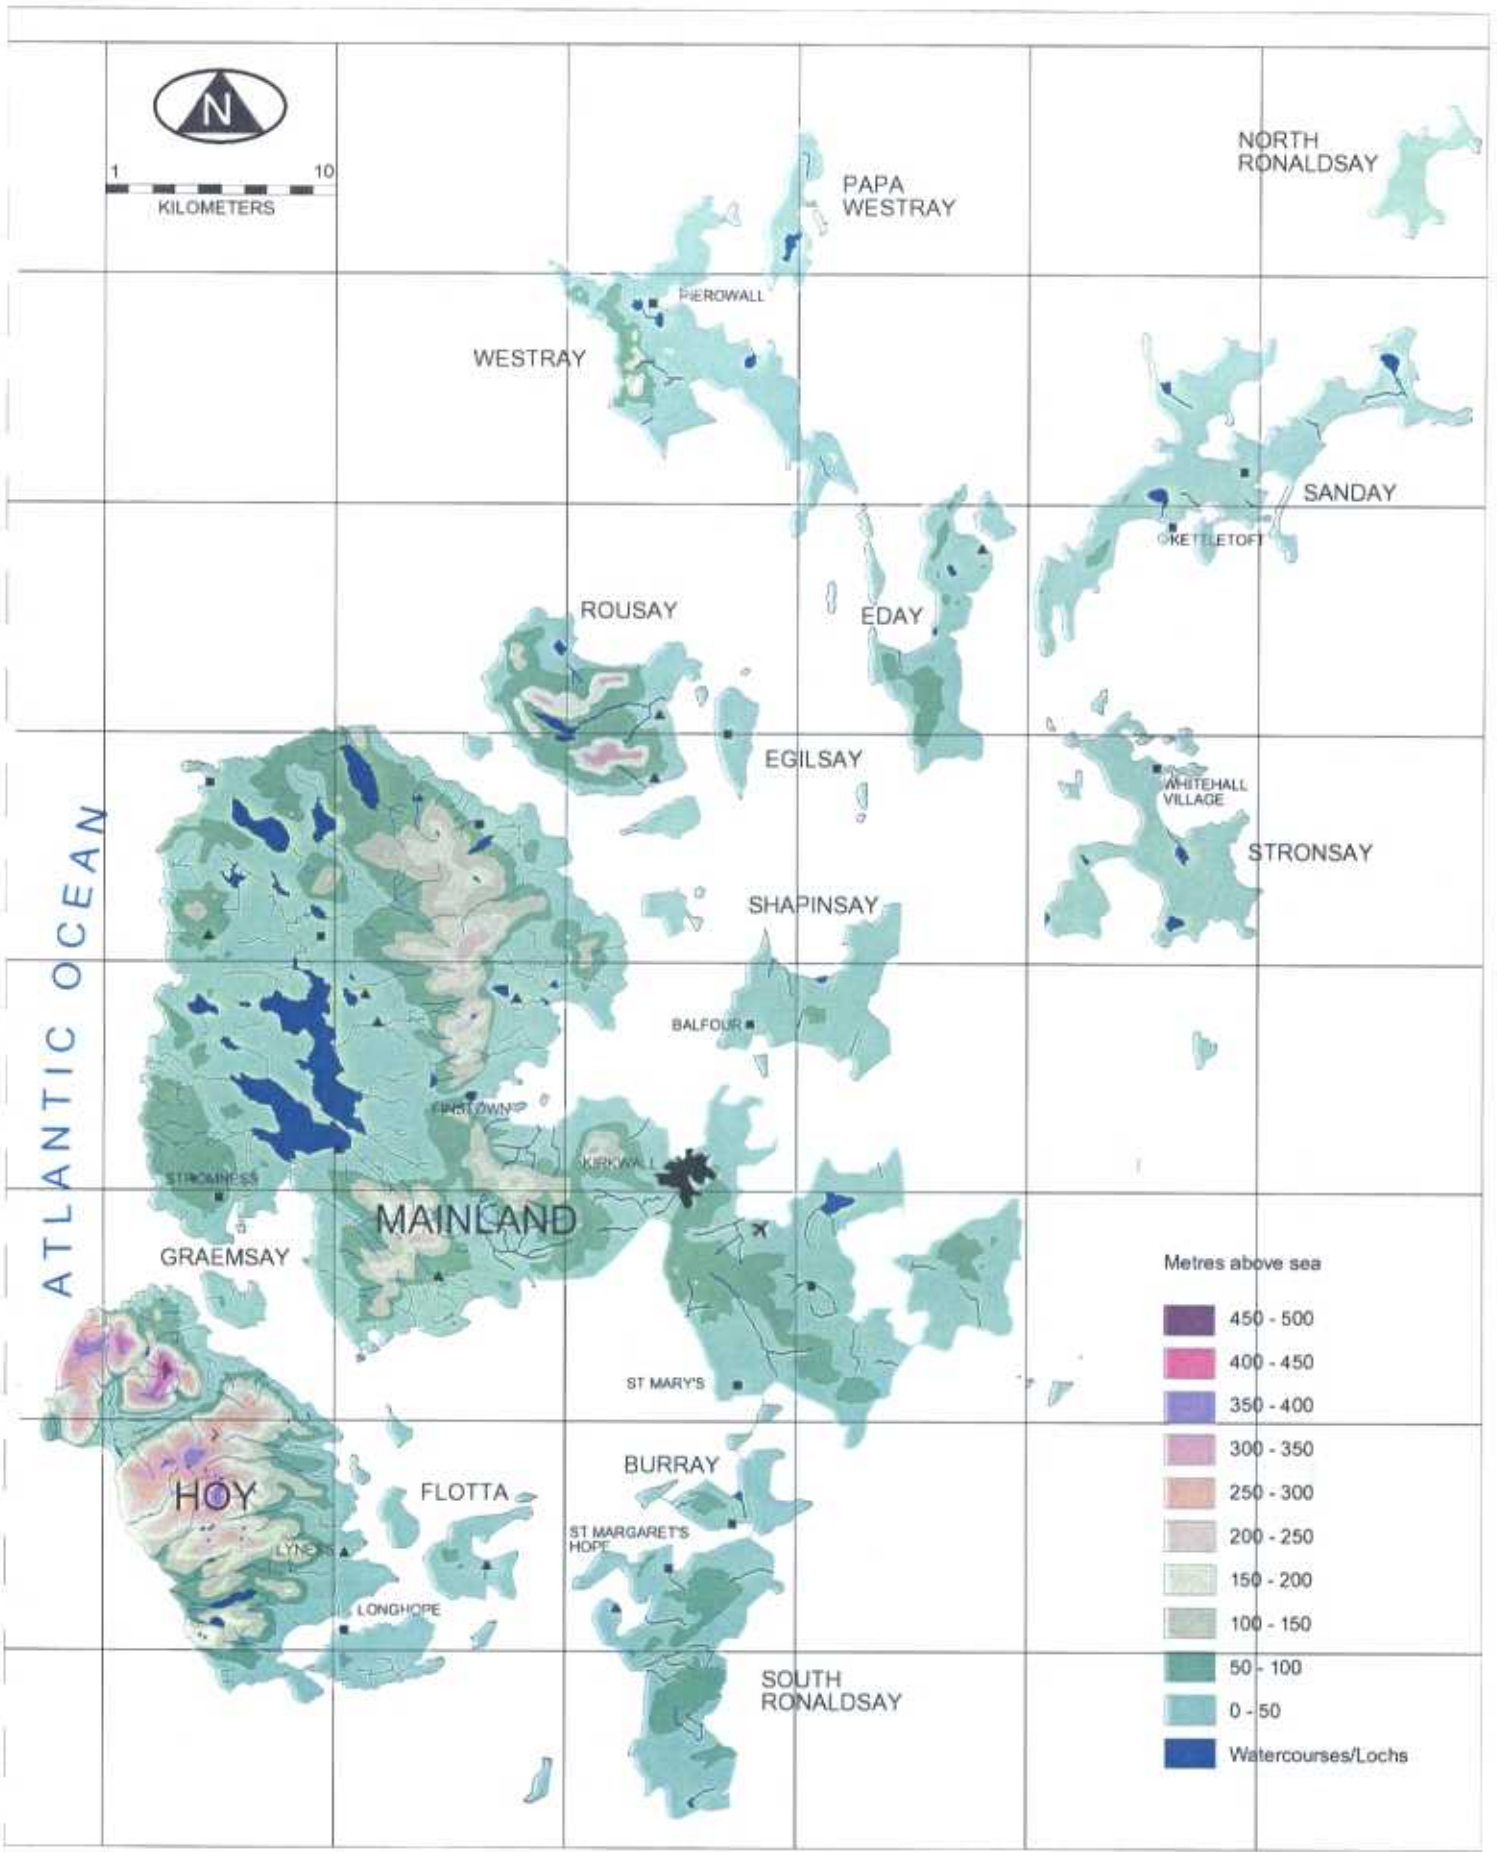 N
1 10
KILOMETERS
NORTH
RONALDSAY
PAPA
WESTRAY
PIEROWALL
WESTRAY
SANDAY
KETTLETOFT
ROUSAY
EDAY
EGILSAY
WHITEHALL
VILLAGE
STRONSAY
SHAPINSAY
BALFOUR
ATLANTIC OCEAN
FINSTOWN
KIRKWALL
STROMNESS
MAINLAND
GRAEMSAY
ST MARY'S
HOY
FLOTTA
BURRAY
ST MARGARET'S
HOPE
LYNESS
LONGHOPE
SOUTH
RONALDSAY
Metres above sea
450 - 500
400 - 450
350 - 400
300 - 350
250 - 300
200 - 250
150 - 200
100 - 150
50 - 100
0 - 50
Watercourses/Lochs